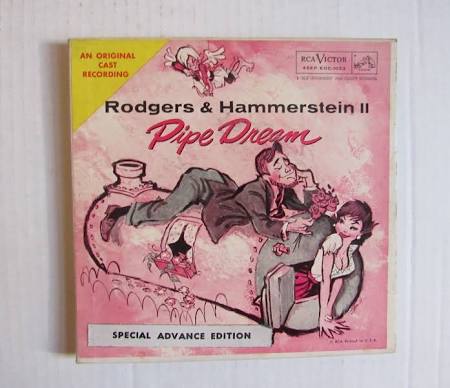 AN ORIGINAL
CAST
RECORDING
RCA VICTOR
Rodgers & Hammerstein II
Pipe Dream
SPECIAL ADVANCE EDITION